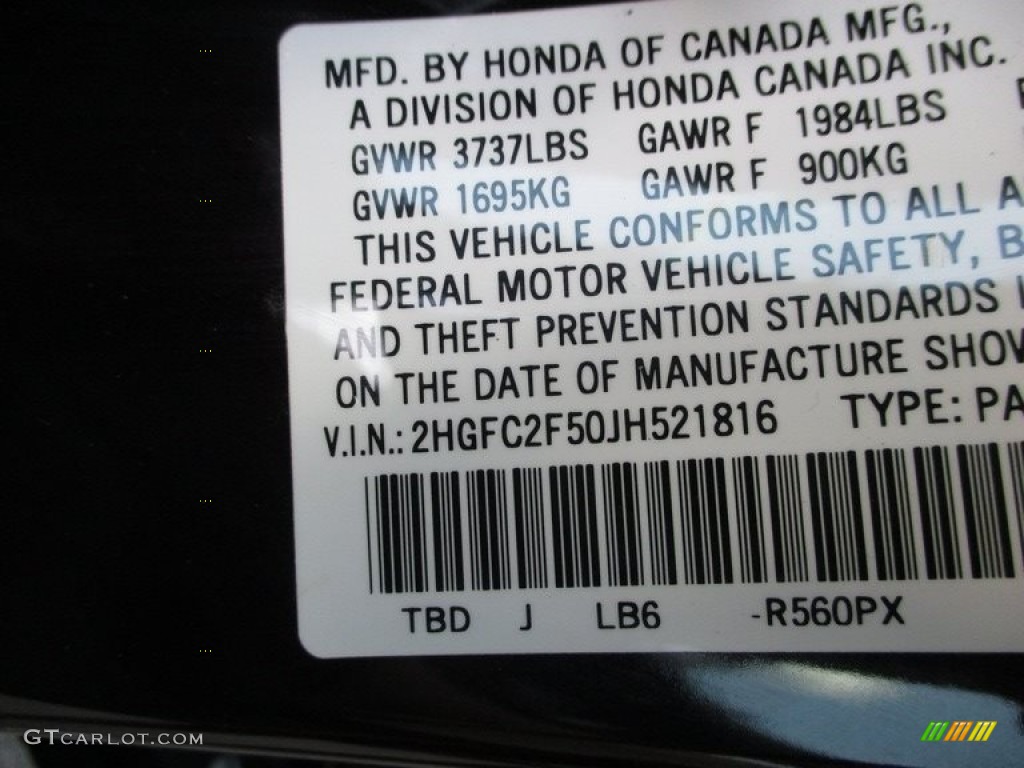 MFD. BY HONDA OF CANADA MFG.,
A DIVISION OF HONDA CANADA INC.
GVWR 3737LBS GAWR F 1984LBS
GVWR 1695KG GAWR F 900KG
THIS VEHICLE CONFORMS TO ALL A
FEDERAL MOTOR VEHICLE SAFETY, B
AND THEFT PREVENTION STANDARDS I
ON THE DATE OF MANUFACTURE SHOW
V.I.N.: 2HGFC2F50JH521816 TYPE: PA
TBD J LB6 -R560PX
GTCARLOT.COM